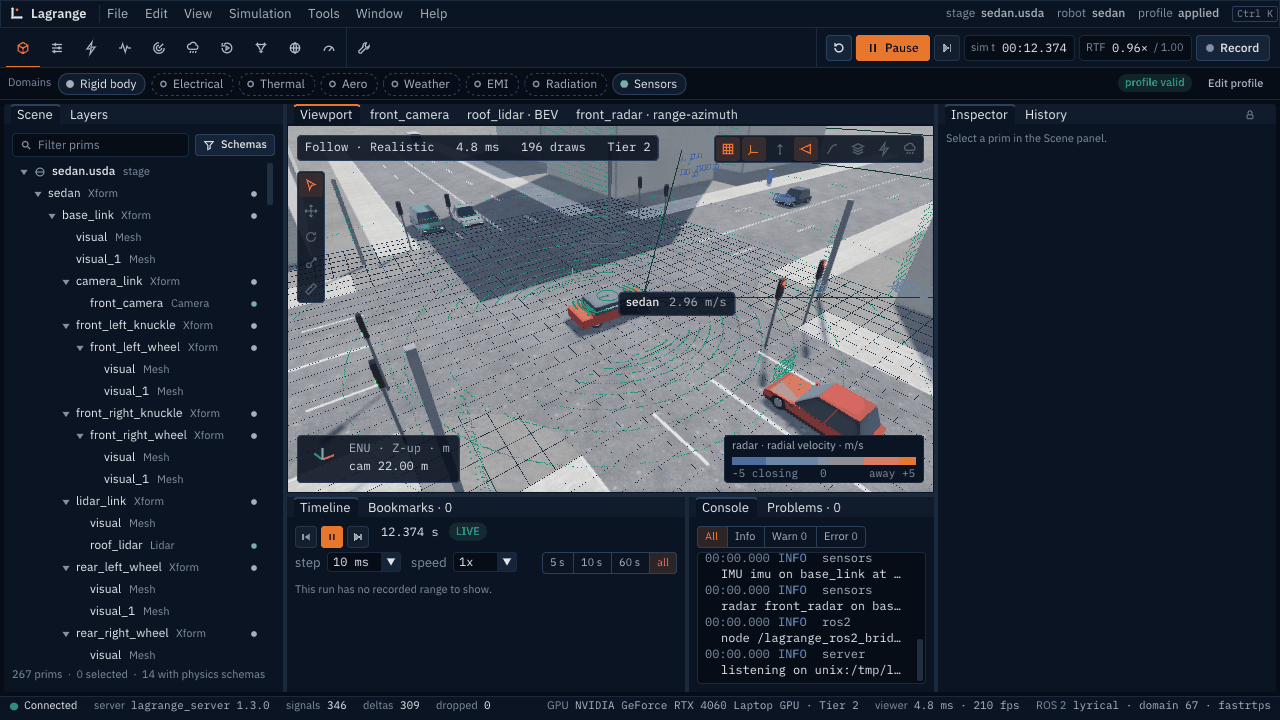 Lagrange File Edit View Simulation Tools Window Help stage sedan.usda robot sedan profile applied Ctrl K
Pause sim t 00:12.374 RTF 0.96× / 1.00 Record
Domains Rigid body Electrical Thermal Aero Weather EMI Radiation Sensors profile valid Edit profile
Scene Layers
Filter prims Schemas
sedan.usda stage
sedan Xform
base_link Xform
visual Mesh
visual_1 Mesh
camera_link Xform
front_camera Camera
front_left_knuckle Xform
front_left_wheel Xform
visual Mesh
visual_1 Mesh
front_right_knuckle Xform
front_right_wheel Xform
visual Mesh
visual_1 Mesh
lidar_link Xform
visual Mesh
roof_lidar Lidar
rear_left_wheel Xform
visual Mesh
visual_1 Mesh
rear_right_wheel Xform
visual Mesh
267 prims · 0 selected · 14 with physics schemas
Viewport front_camera roof_lidar · BEV front_radar · range-azimuth
Follow · Realistic 4.8 ms 196 draws Tier 2
sedan 2.96 m/s
ENU · Z-up · m
cam 22.00 m
radar · radial velocity · m/s
-5 closing 0 away +5
Timeline Bookmarks · 0
12.374 s LIVE
step 10 ms speed 1x 5 s 10 s 60 s all
This run has no recorded range to show.
Console Problems · 0
All Info Warn 0 Error 0
00:00.000 INFO sensors
IMU imu on base_link at …
00:00.000 INFO sensors
radar front_radar on bas…
00:00.000 INFO ros2
node /lagrange_ros2_brid…
00:00.000 INFO server
listening on unix:/tmp/l…
Inspector History
Select a prim in the Scene panel.
Connected server lagrange_server 1.3.0 signals 346 deltas 309 dropped 0 GPU NVIDIA GeForce RTX 4060 Laptop GPU · Tier 2 viewer 4.8 ms · 210 fps ROS 2 lyrical · domain 67 · fastrtps